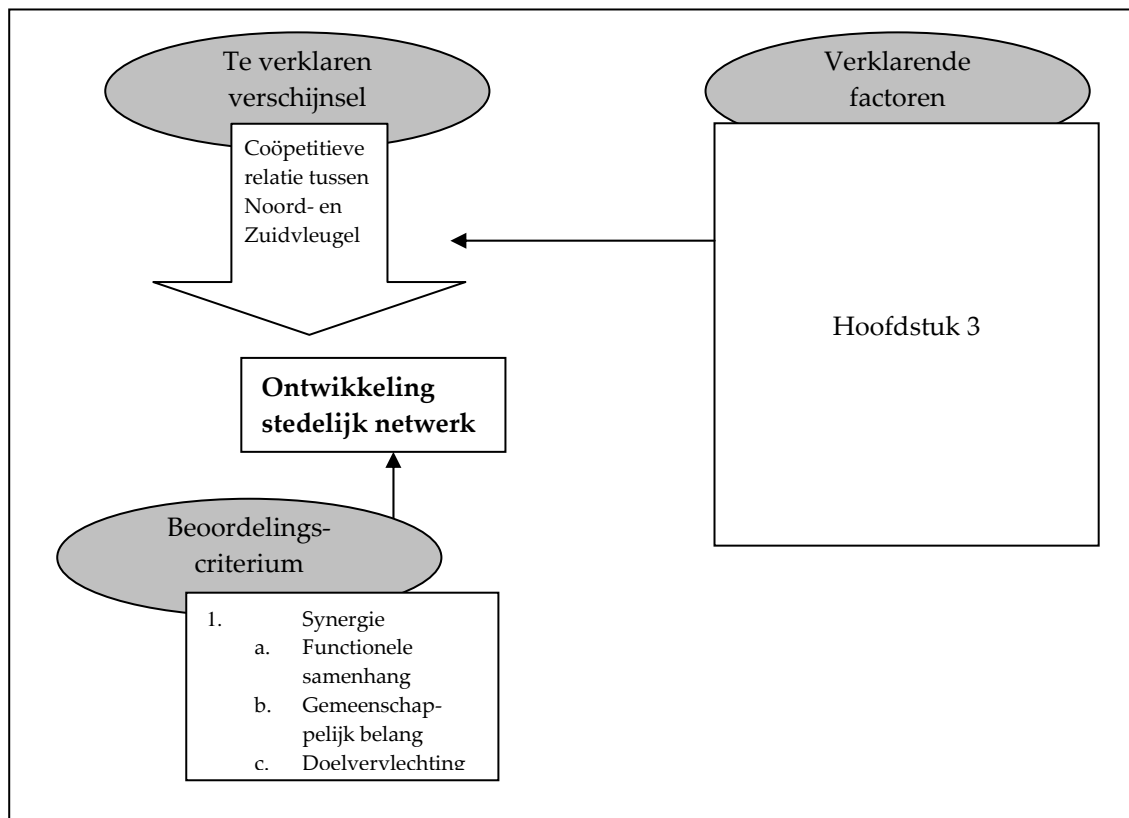 Te verklaren
verschijnsel
Coöpetitieve
relatie tussen
Noord- en
Zuidvleugel
Verklarende
factoren
Hoofdstuk 3
Ontwikkeling
stedelijk netwerk
Beoordelings-
criterium
1. Synergie
a. Functionele
samenhang
b. Gemeenschap-
pelijk belang
c. Doelvervlechting